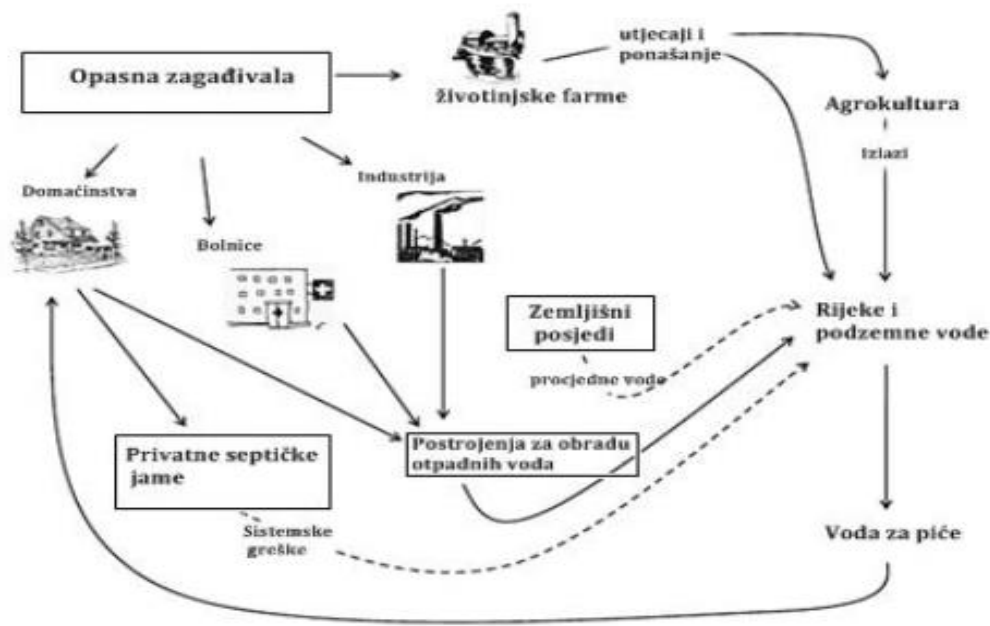 Opasna zagađivala
utjecaji i
ponašanje
životinjske farme
Agrokultura
Izlazi
Industrija
Domaćinstva
Bolnice
Zemljišni
posjedi
Rijeke i
podzemne vode
procjedne vode
Postrojenja za obradu
otpadnih voda
Privatne septičke
jame
Sistemske
greške
Voda za piće